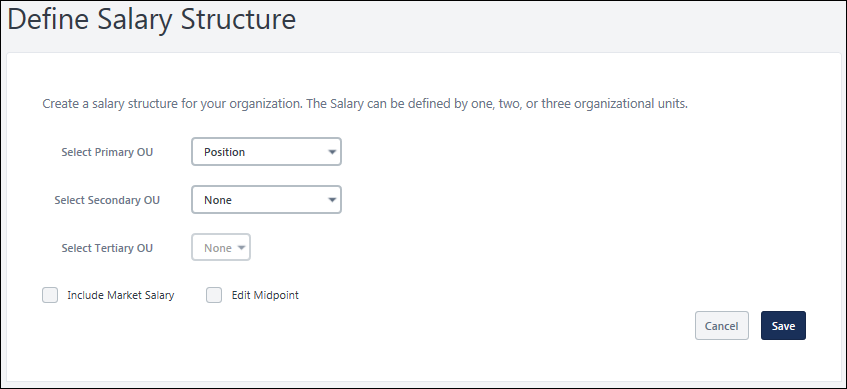 Define Salary Structure
Create a salary structure for your organization. The Salary can be defined by one, two, or three organizational units.
Select Primary OU Position
Select Secondary OU None
Select Tertiary OU None
Include Market Salary Edit Midpoint
Cancel Save